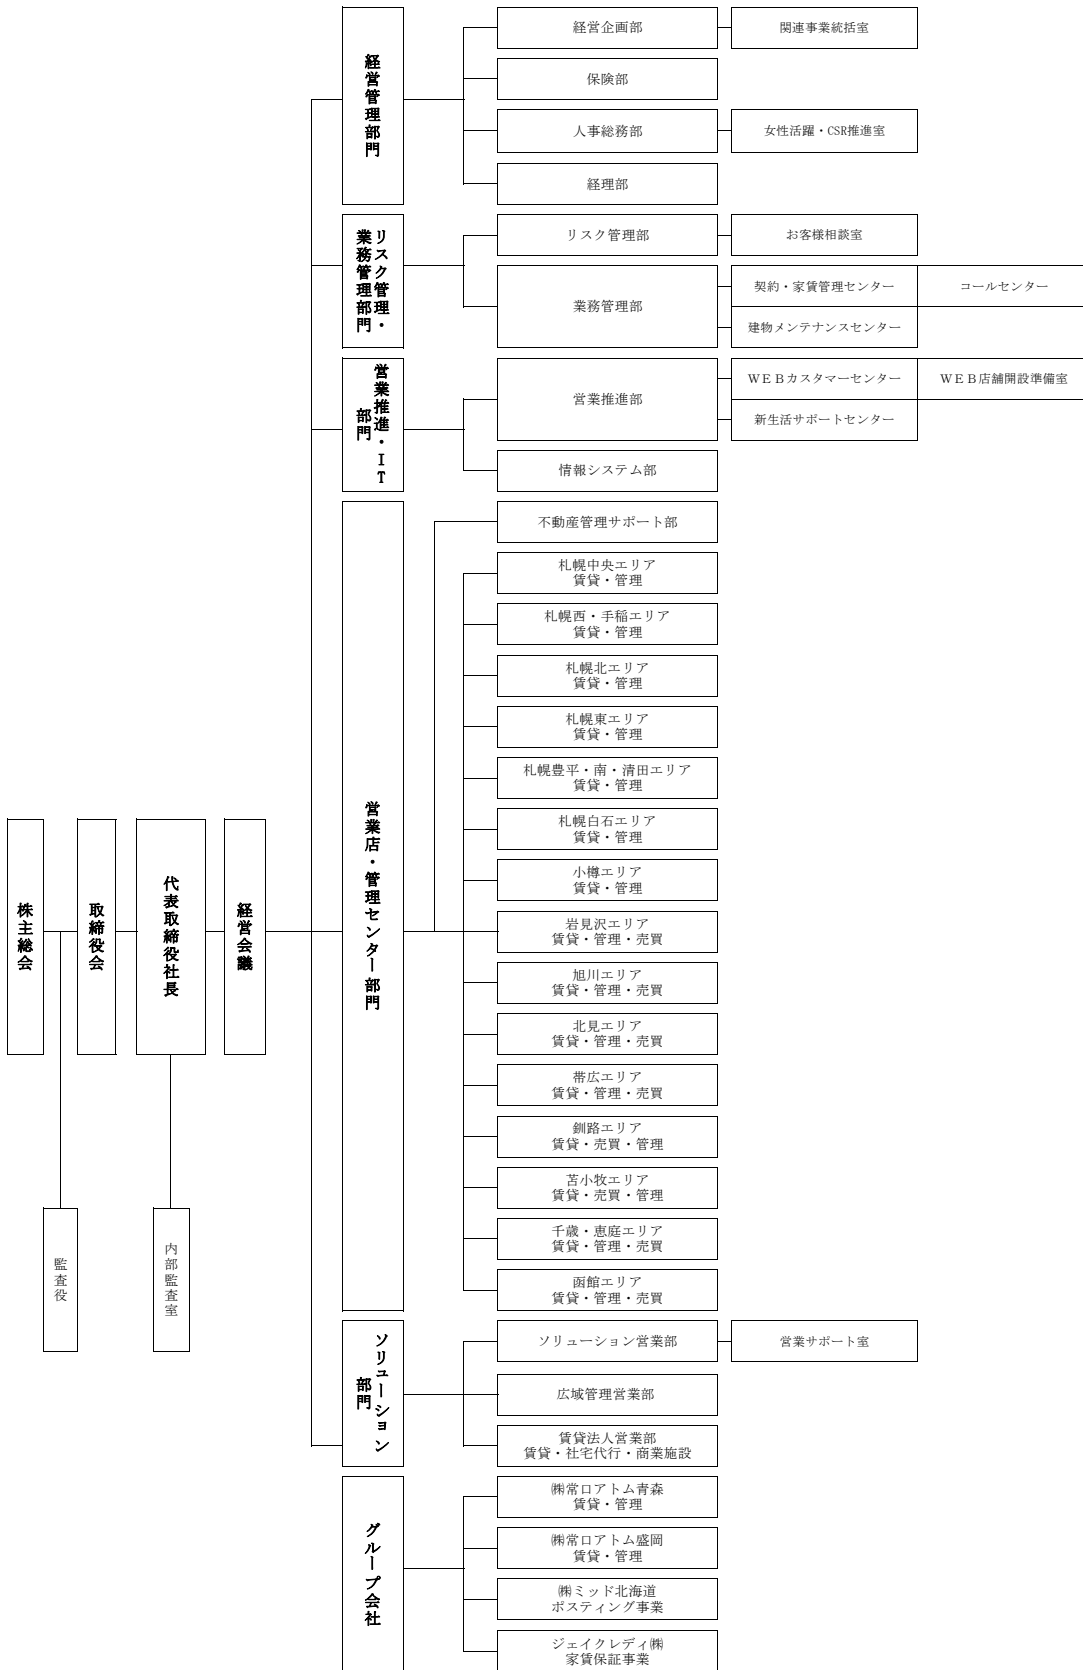 株主総会
監査役
取締役会
代表取締役社長
内部監査室
経営会議
経営管理部門
経営企画部
関連事業統括室
保険部
人事総務部
女性活躍・CSR推進室
経理部
リスク管理・
業務管理部門
リスク管理部
お客様相談室
業務管理部
契約・家賃管理センター
コールセンター
建物メンテナンスセンター
営業推進・IT
部門
営業推進部
ＷＥＢカスタマーセンター
ＷＥＢ店舗開設準備室
新生活サポートセンター
情報システム部
営業店・管理センター部門
不動産管理サポート部
札幌中央エリア
賃貸・管理
札幌西・手稲エリア
賃貸・管理
札幌北エリア
賃貸・管理
札幌東エリア
賃貸・管理
札幌豊平・南・清田エリア
賃貸・管理
札幌白石エリア
賃貸・管理
小樽エリア
賃貸・管理
岩見沢エリア
賃貸・管理・売買
旭川エリア
賃貸・管理・売買
北見エリア
賃貸・管理・売買
帯広エリア
賃貸・管理・売買
釧路エリア
賃貸・売買・管理
苫小牧エリア
賃貸・売買・管理
千歳・恵庭エリア
賃貸・管理・売買
函館エリア
賃貸・管理・売買
ソリューション
部門
ソリューション営業部
営業サポート室
広域管理営業部
賃貸法人営業部
賃貸・社宅代行・商業施設
グループ会社
㈱常口アトム青森
賃貸・管理
㈱常口アトム盛岡
賃貸・管理
㈱ミッド北海道
ポスティング事業
ジェイクレディ㈱
家賃保証事業